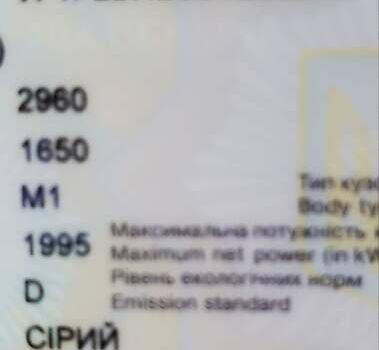 2960
1650
M1
Тип кузо
Body ty
1995
Максимальна потужність
Maximum net power (in kW
D
Рівень екологічних норм
Emission standard
СІРИЙ